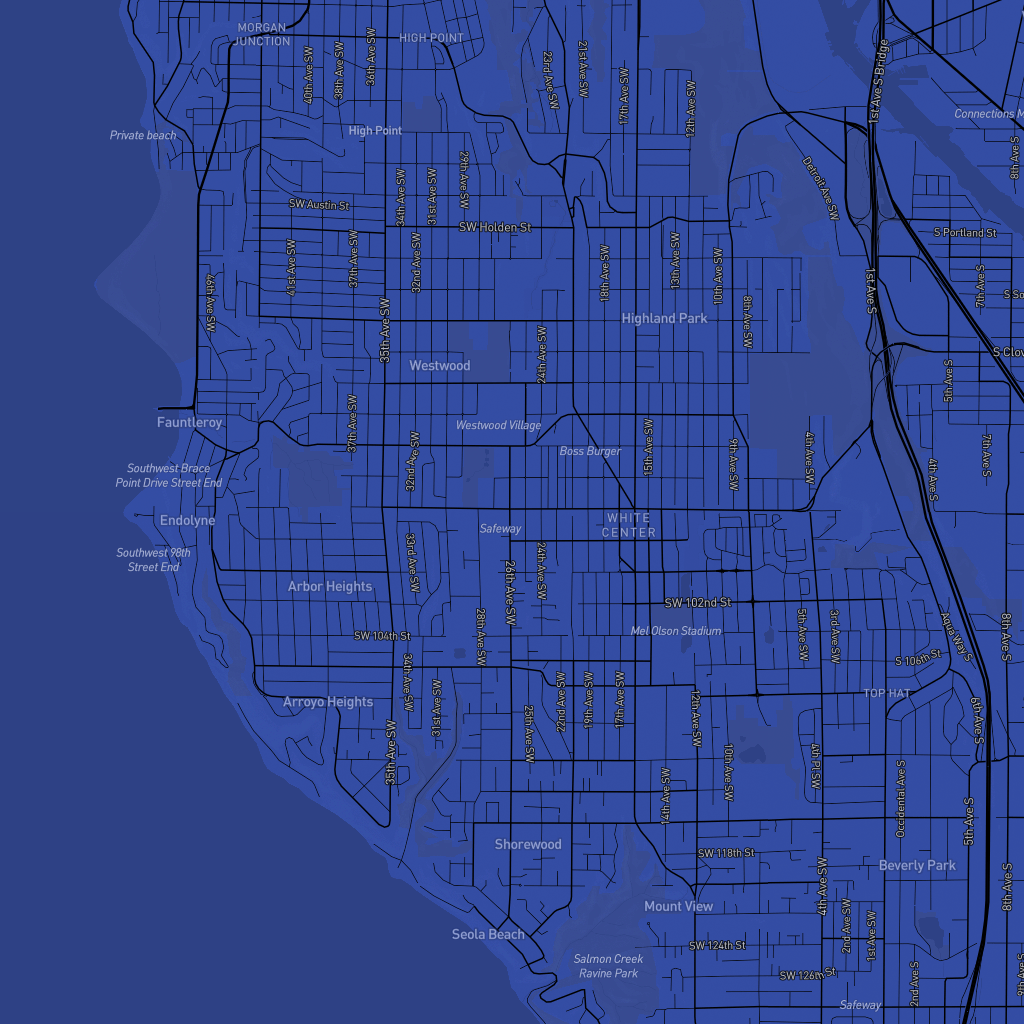 MORGAN
JUNCTION
HIGH POINT
40th Ave SW
38th Ave SW
36th Ave SW
23rd Ave SW
21st Ave SW
17th Ave SW
12th Ave SW
1st Ave S Bridge
Connections M
8th Ave S
Private beach
High Point
29th Ave SW
34th Ave SW
31st Ave SW
Detroit Ave SW
SW Austin St
SW Holden St
S Portland St
41st Ave SW
37th Ave SW
32nd Ave SW
18th Ave SW
13th Ave SW
10th Ave SW
46th Ave SW
35th Ave SW
8th Ave SW
1st Ave S
7th Ave S
S So
Highland Park
24th Ave SW
S Clov
Westwood
5th Ave S
Fauntleroy
37th Ave SW
Westwood Village
32nd Ave SW
Boss Burger
15th Ave SW
9th Ave SW
4th Ave SW
4th Ave S
7th Ave S
Southwest Brace
Point Drive Street End
Endolyne
Safeway
WHITE
CENTER
Southwest 98th
Street End
33rd Ave SW
24th Ave SW
26th Ave SW
Arbor Heights
SW 102nd St
SW 104th St
28th Ave SW
Mel Olson Stadium
5th Ave SW
3rd Ave SW
Aqua Way S
8th Ave S
S 106th St
34th Ave SW
31st Ave SW
Arroyo Heights
22nd Ave SW
19th Ave SW
17th Ave SW
12th Ave SW
TOP HAT
6th Ave S
25th Ave SW
35th Ave SW
10th Ave SW
4th Pl SW
14th Ave SW
Occidental Ave S
5th Ave S
Shorewood
SW 118th St
Beverly Park
4th Ave SW
8th Ave S
Mount View
2nd Ave SW
1st Ave S
Seola Beach
SW 124th St
Salmon Creek
Ravine Park
SW 126th St
2nd Ave S
9th Ave S
Safeway